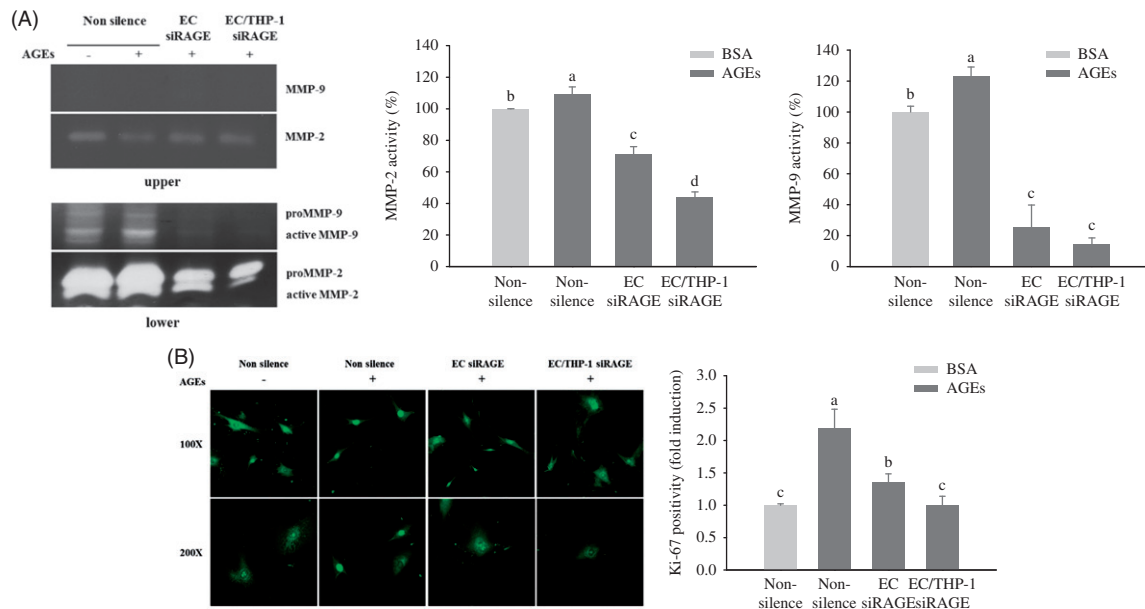 (A)
Non silence
EC
siRAGE
EC/THP-1
siRAGE
AGEs - + + +
MMP-9
MMP-2
upper
proMMP-9
active MMP-9
proMMP-2
active MMP-2
lower
140
120
100
80
60
40
20
0
MMP-2 activity (%)
BSA
AGEs
b
a
c
d
Non-
silence
Non-
silence
EC
siRAGE
EC/THP-1
siRAGE
140
120
100
80
60
40
20
0
MMP-9 activity (%)
BSA
AGEs
b
a
c
c
Non-
silence
Non-
silence
EC
siRAGE
EC/THP-1
siRAGE
(B)
Non silence Non silence EC siRAGE EC/THP-1 siRAGE
AGEs - + + +
100X
200X
3.0
2.5
2.0
1.5
1.0
0.5
0.0
Ki-67 positivity (fold induction)
BSA
AGEs
c
a
b
c
Non-
silence
Non-
silence
EC
siRAGE
EC/THP-1
siRAGE